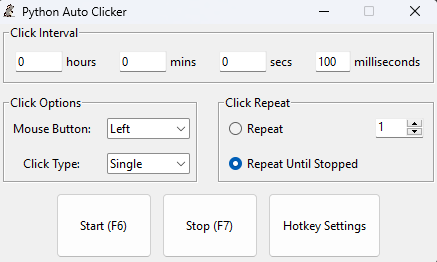 Python Auto Clicker
Click Interval
0 hours 0 mins 0 secs 100 milliseconds
Click Options
Mouse Button: Left
Click Type: Single
Click Repeat
Repeat 1
Repeat Until Stopped
Start (F6) Stop (F7) Hotkey Settings